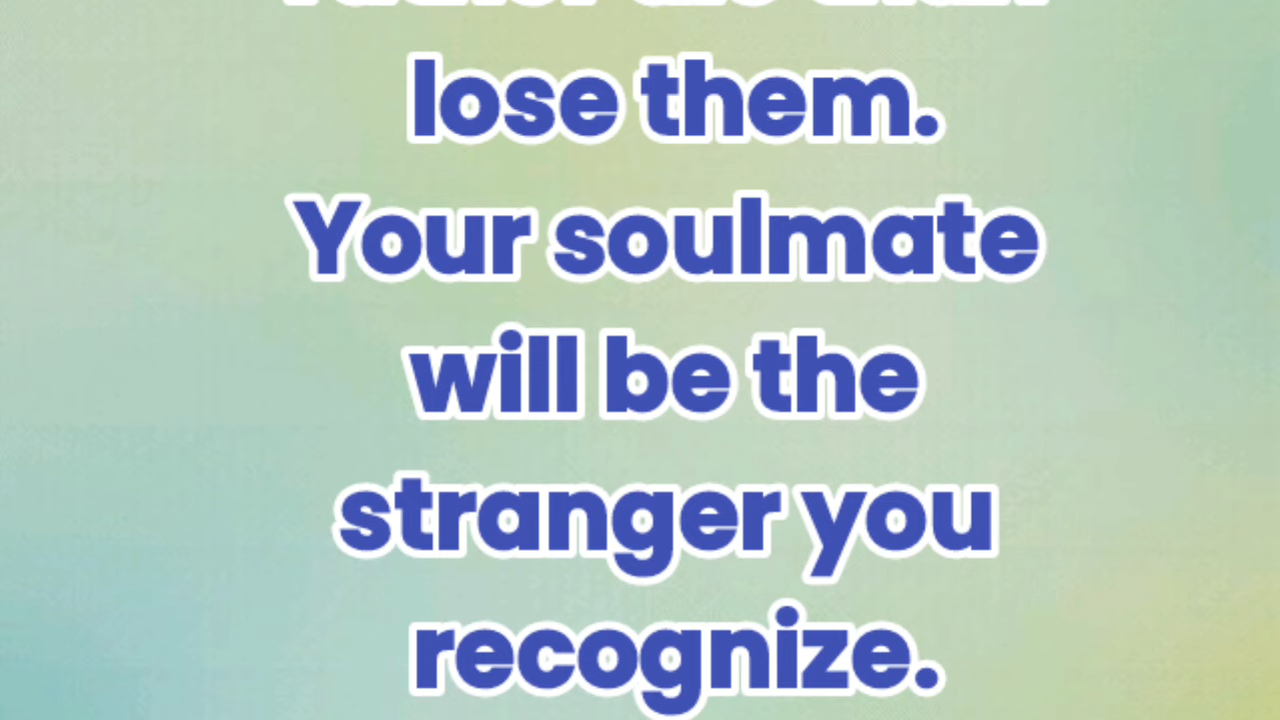 lose them.
Your soulmate
will be the
stranger you
recognize.